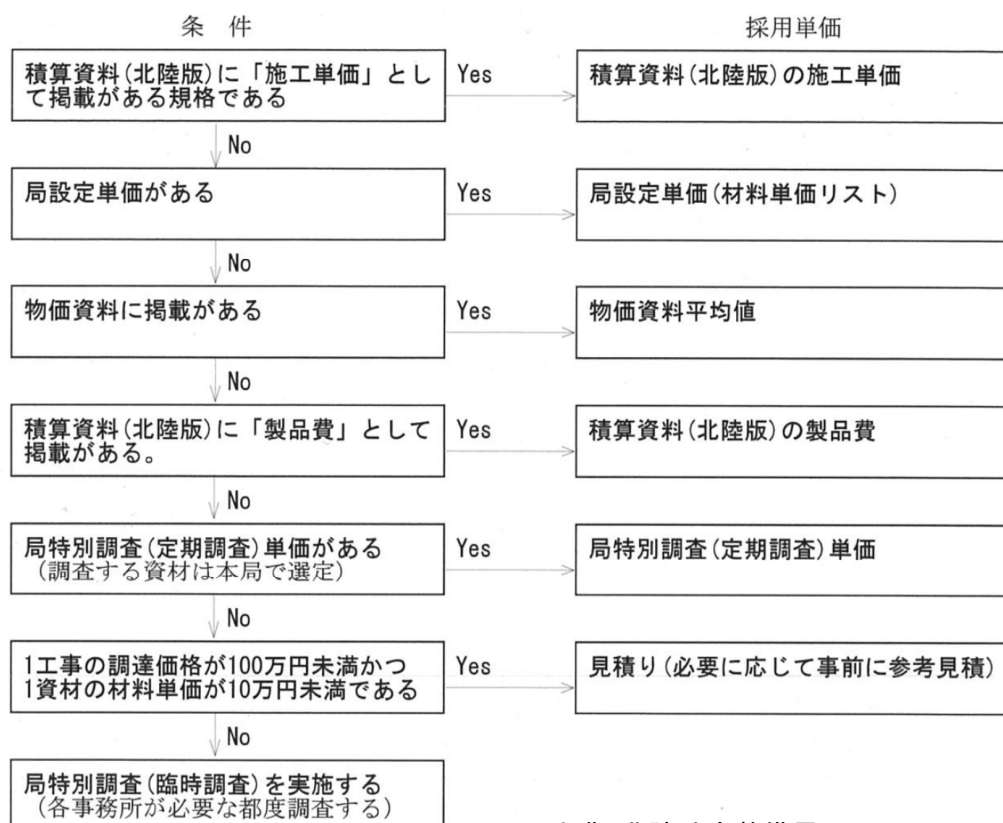 条　件
採用単価
積算資料(北陸版)に「施工単価」とし
て掲載がある規格である
Yes
積算資料(北陸版)の施工単価
No
局設定単価がある
Yes
局設定単価(材料単価リスト)
No
物価資料に掲載がある
Yes
物価資料平均値
No
積算資料(北陸版)に「製品費」として
掲載がある。
Yes
積算資料(北陸版)の製品費
No
局特別調査(定期調査)単価がある
(調査する資材は本局で選定)
Yes
局特別調査(定期調査)単価
No
1工事の調達価格が100万円未満かつ
1資材の材料単価が10万円未満である
Yes
見積り(必要に応じて事前に参考見積)
No
局特別調査(臨時調査)を実施する
(各事務所が必要な都度調査する)